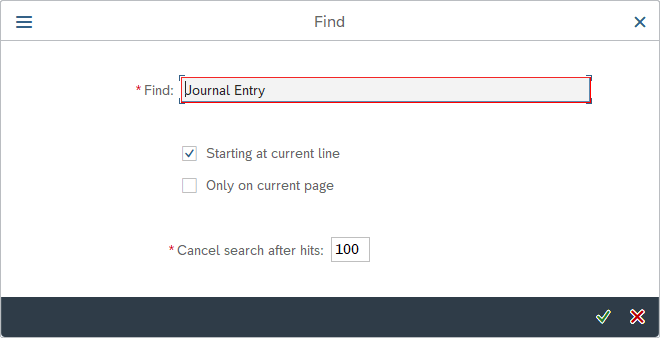 Find
* Find: Journal Entry
Starting at current line
Only on current page
* Cancel search after hits: 100